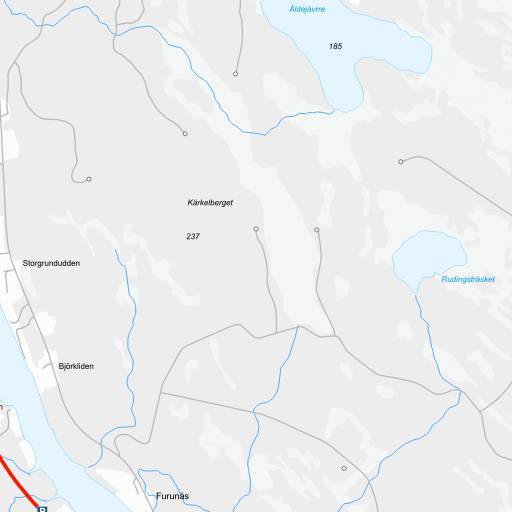 Áldejávrre
185
Kärkelberget
237
Storgrundudden
Rudingsträsket
Björkliden
Furunäs